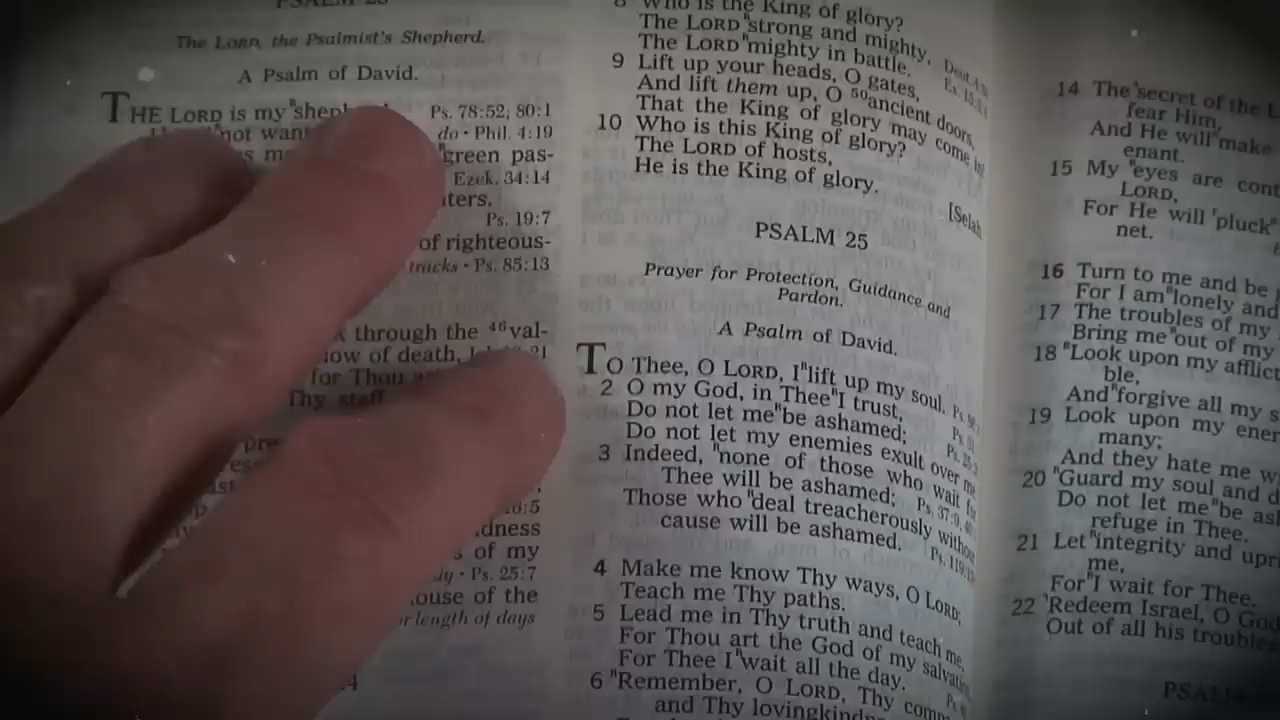 The LORD, the Psalmist's Shepherd.
A Psalm of David.
THE LORD is my "shep
Ps. 78:52; 80:1
not want
do • Phil. 4:19
"green pas-
Ezek. 34:14
Ps. 19:7
of righteous-
tracks • Ps. 85:13
through the 46val-
of death,
for Thou
Thy staff
of my
Ps. 25:7
of the
length of days
8 Who is the King of glory?
The LORD "strong and mighty,
The LORD "mighty in battle.
9 Lift up your heads, O gates,
And lift them up, O 50ancient doors,
That the King of glory may come in
10 Who is this King of glory?
The LORD of hosts,
He is the King of glory.
[Selah
PSALM 25
Prayer for Protection, Guidance and
Pardon.
A Psalm of David.
TO Thee, O LORD, I "lift up my soul.
2 O my God, in Thee "I trust,
Do not let me "be ashamed;
Do not let my enemies exult over me
3 Indeed, "none of those who wait for
Thee will be ashamed;
Those who "deal treacherously without
cause will be ashamed.
4 Make me know Thy ways, O LORD;
Teach me Thy paths.
5 Lead me in Thy truth and teach me,
For Thou art the God of my salvation
For Thee I "wait all the day.
6 "Remember, O LORD, Thy comp
and Thy lovingkindn
14 The "secret of the
fear Him,
And He will "make
enant.
15 My "eyes are cont
LORD,
For He will "pluck"
net.
16 Turn to me and be
For I am "lonely and
17 The troubles of my
Bring me "out of my
18 "Look upon my afflict
ble,
And "forgive all my s
19 Look upon my ener
many;
And they hate me w
20 "Guard my soul and d
Do not let me "be as
refuge in Thee.
21 Let "integrity and upr
me,
For "I wait for Thee.
22 "Redeem Israel, O God
Out of all his trouble